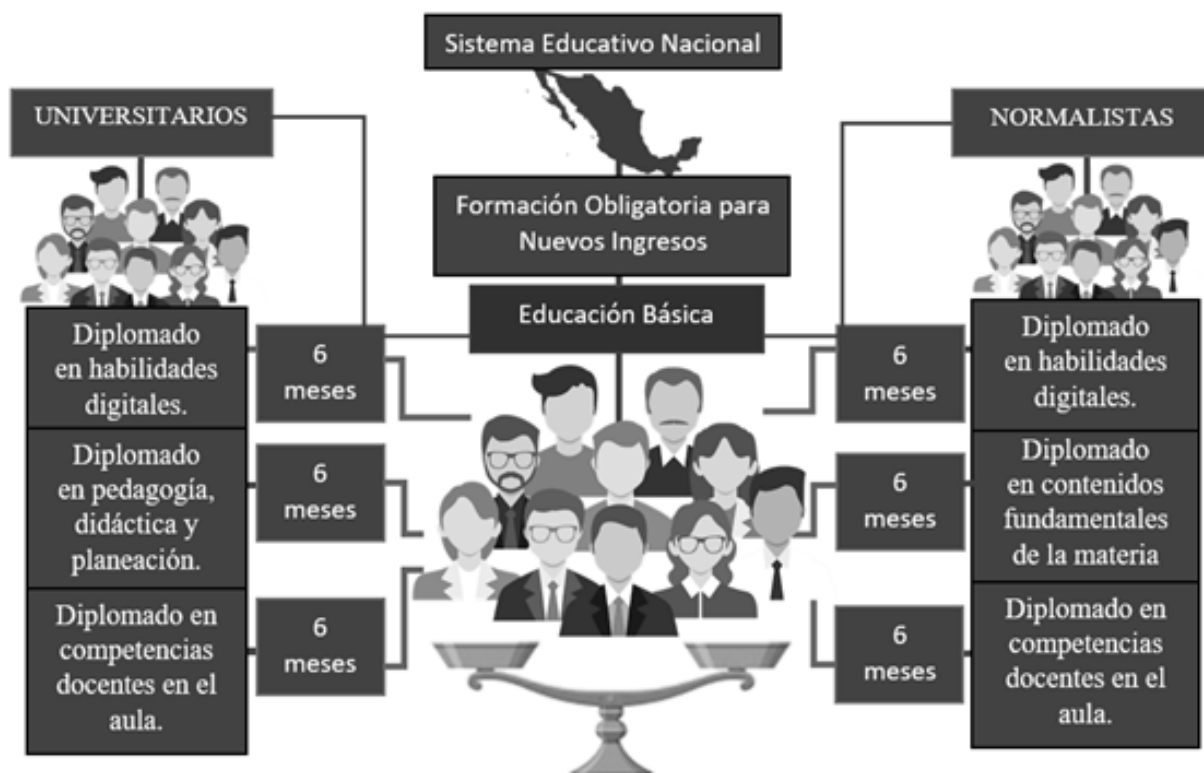 Sistema Educativo Nacional
UNIVERSITARIOS
NORMALISTAS
Formación Obligatoria para
Nuevos Ingresos
Educación Básica
Diplomado
en habilidades
digitales.
6
meses
Diplomado
en pedagogía,
didáctica y
planeación.
6
meses
Diplomado en
competencias
docentes en el
aula.
6
meses
6
meses
Diplomado
en habilidades
digitales.
6
meses
Diplomado
en contenidos
fundamentales
de la materia
6
meses
Diplomado en
competencias
docentes en el
aula.